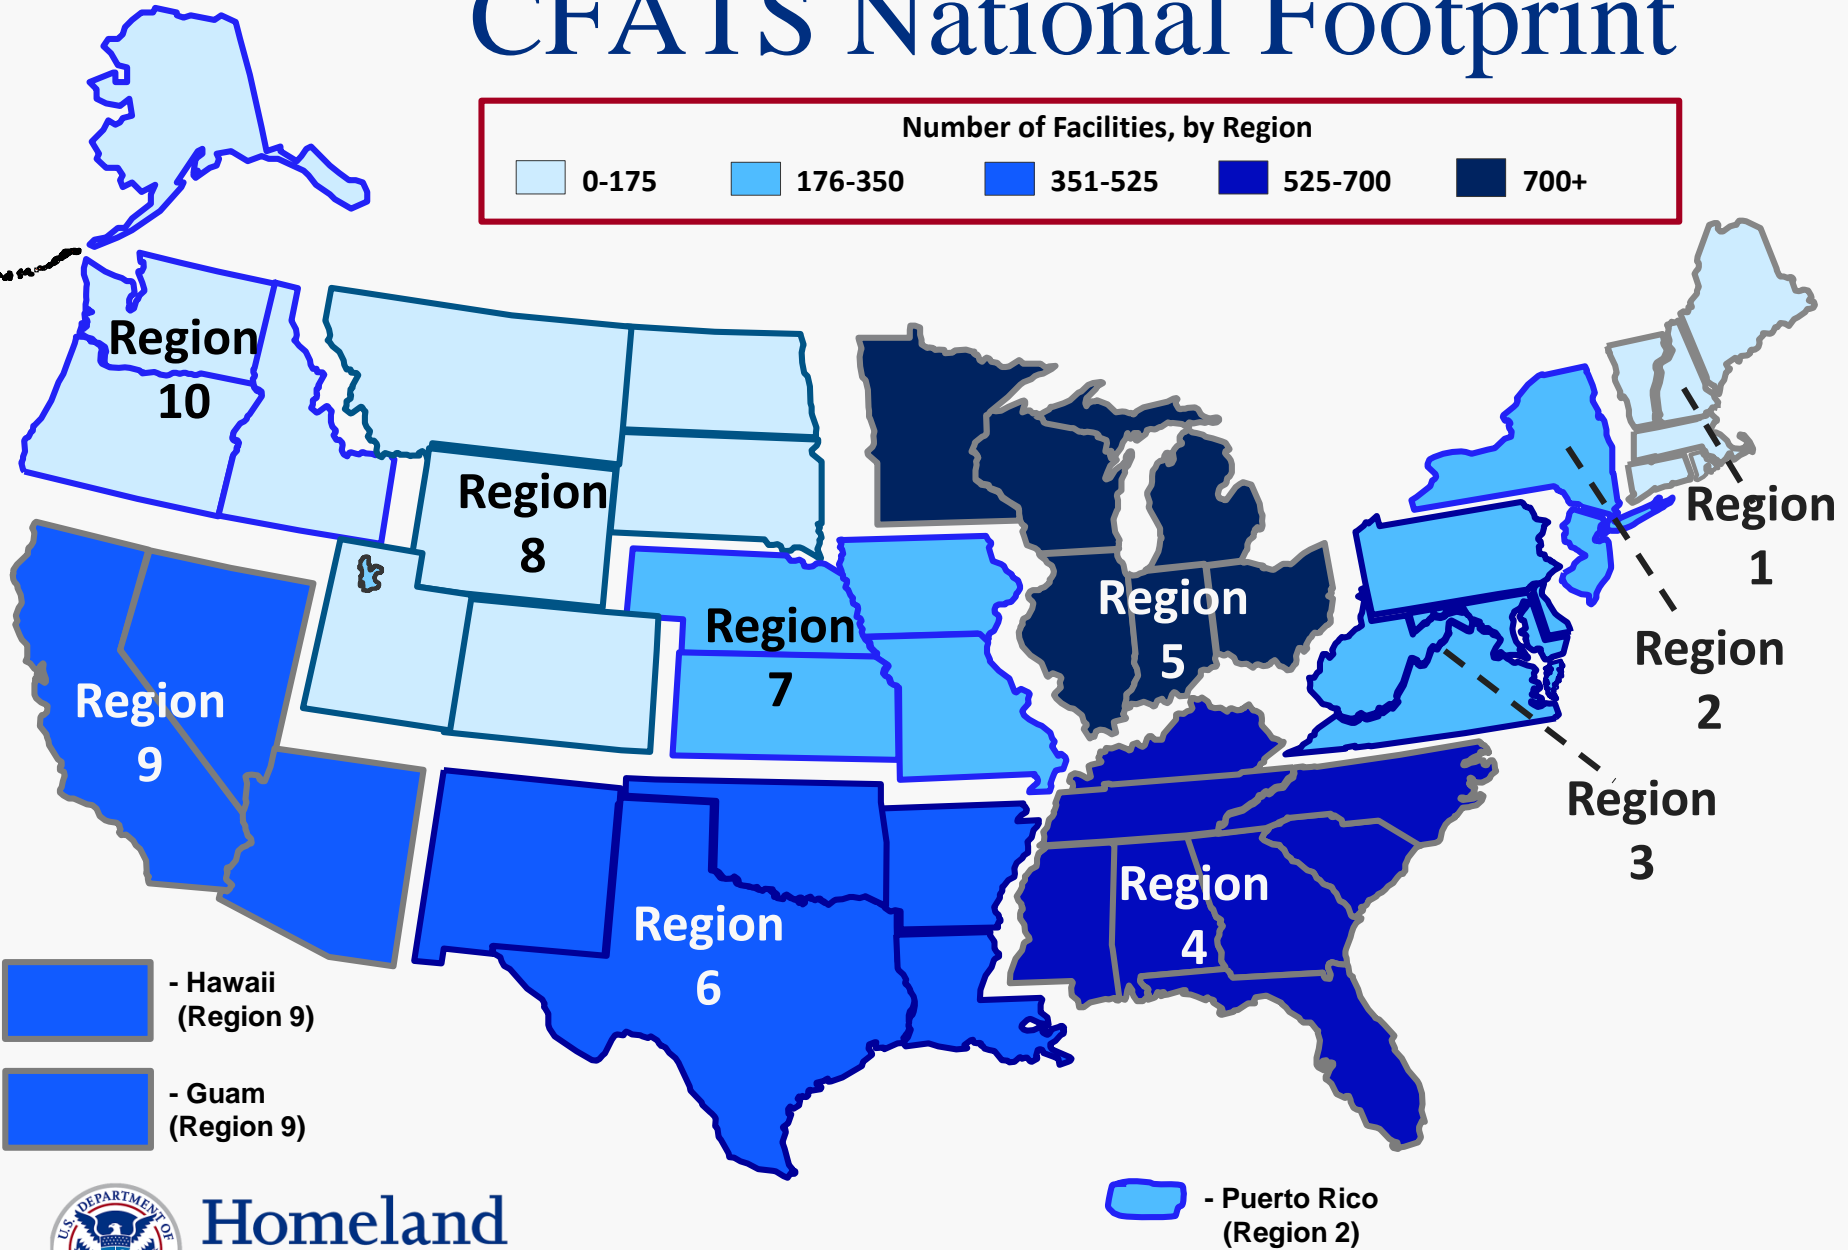 CFATS National Footprint
Number of Facilities, by Region
0-175
176-350
351-525
525-700
700+
Region
10
Region
8
Region
7
Region
5
Region
1
Region
2
Region
3
Region
9
Region
6
Region
4
- Hawaii
(Region 9)
- Guam
(Region 9)
- Puerto Rico
(Region 2)
U.S. DEPARTMENT OF
Homeland